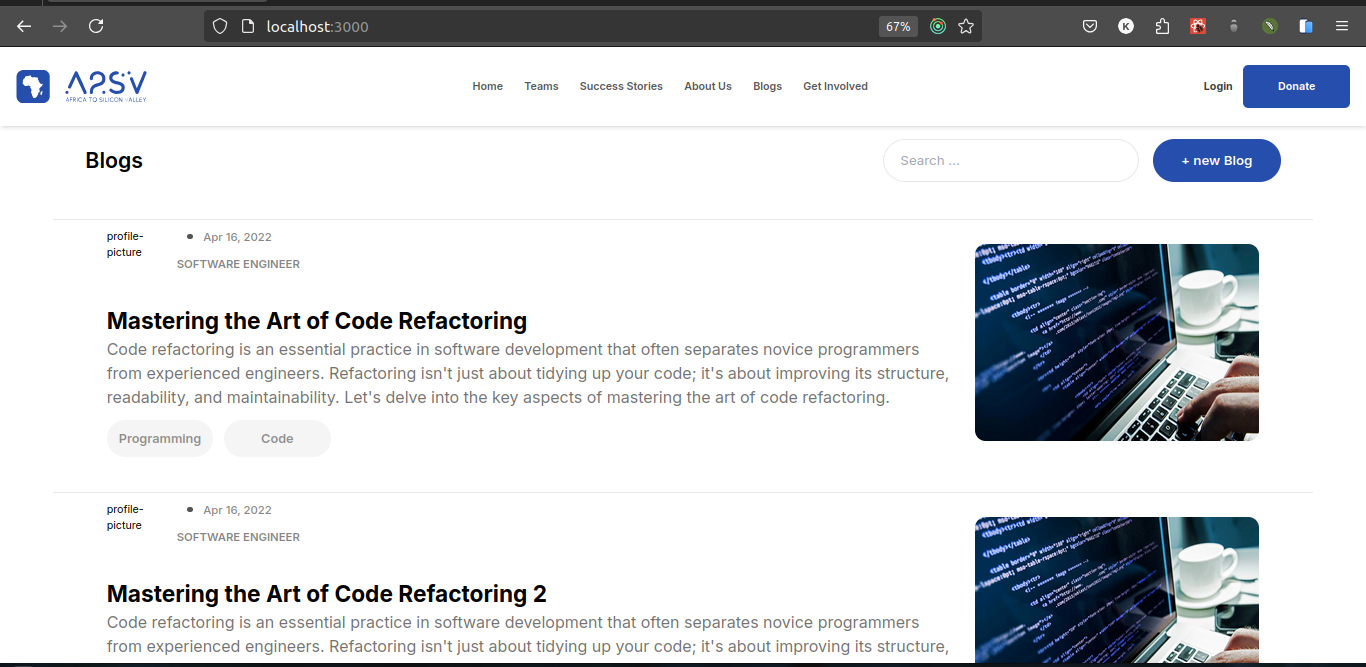 localhost:3000
67%
K
A2SV
AFRICA TO SILICON VALLEY
Home Teams Success Stories About Us Blogs Get Involved
Login
Donate
Blogs
Search ...
+ new Blog
profile-
picture
Apr 16, 2022
SOFTWARE ENGINEER
Mastering the Art of Code Refactoring
Code refactoring is an essential practice in software development that often separates novice programmers
from experienced engineers. Refactoring isn't just about tidying up your code; it's about improving its structure,
readability, and maintainability. Let's delve into the key aspects of mastering the art of code refactoring.
Programming Code
profile-
picture
Apr 16, 2022
SOFTWARE ENGINEER
Mastering the Art of Code Refactoring 2
Code refactoring is an essential practice in software development that often separates novice programmers
from experienced engineers. Refactoring isn't just about tidying up your code; it's about improving its structure,